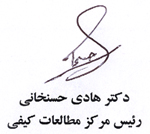 دکتر هادی حسنخانی
رئیس مرکز مطالعات کیفی